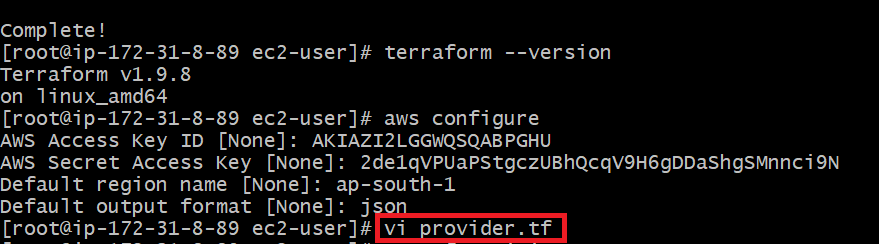 Complete!
[root@ip-172-31-8-89 ec2-user]# terraform --version
Terraform v1.9.8
on linux_amd64
[root@ip-172-31-8-89 ec2-user]# aws configure
AWS Access Key ID [None]: AKIAZI2LGGWQSQABPGHU
AWS Secret Access Key [None]: 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
Default region name [None]: ap-south-1
Default output format [None]: json
[root@ip-172-31-8-89 ec2-user]# vi provider.tf